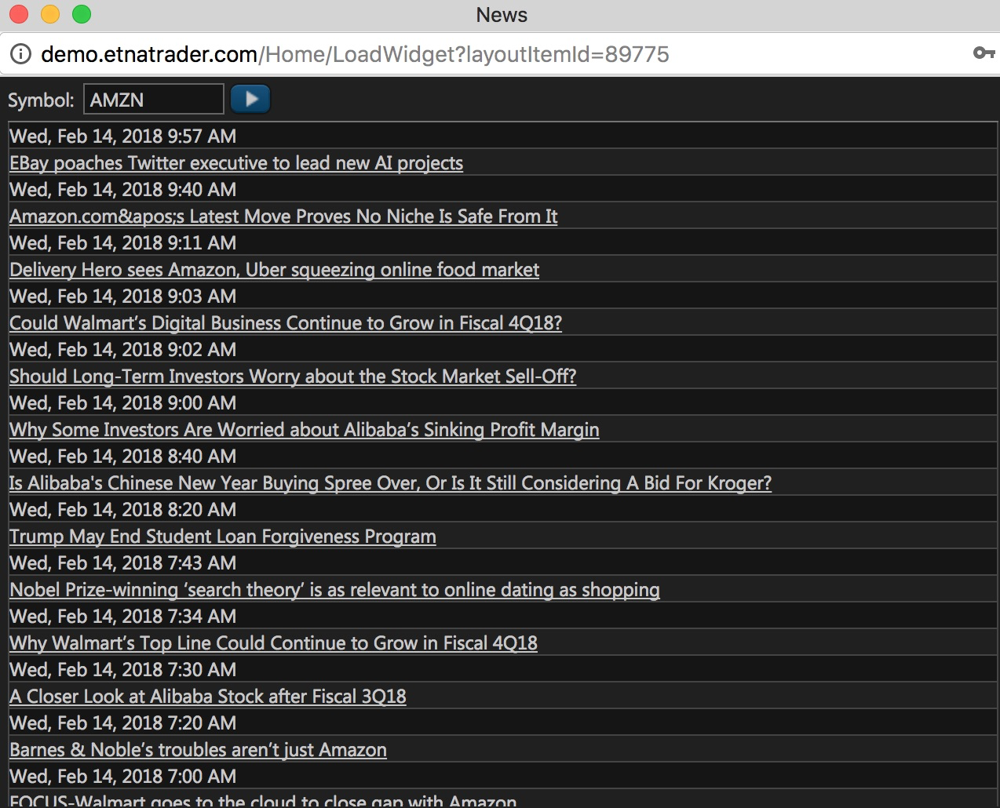 News
demo.etnatrader.com/Home/LoadWidget?layoutItemId=89775
Symbol: AMZN
Wed, Feb 14, 2018 9:57 AM
EBay poaches Twitter executive to lead new AI projects
Wed, Feb 14, 2018 9:40 AM
Amazon.com&apos;s Latest Move Proves No Niche Is Safe From It
Wed, Feb 14, 2018 9:11 AM
Delivery Hero sees Amazon, Uber squeezing online food market
Wed, Feb 14, 2018 9:03 AM
Could Walmart’s Digital Business Continue to Grow in Fiscal 4Q18?
Wed, Feb 14, 2018 9:02 AM
Should Long-Term Investors Worry about the Stock Market Sell-Off?
Wed, Feb 14, 2018 9:00 AM
Why Some Investors Are Worried about Alibaba’s Sinking Profit Margin
Wed, Feb 14, 2018 8:40 AM
Is Alibaba's Chinese New Year Buying Spree Over, Or Is It Still Considering A Bid For Kroger?
Wed, Feb 14, 2018 8:20 AM
Trump May End Student Loan Forgiveness Program
Wed, Feb 14, 2018 7:43 AM
Nobel Prize-winning ‘search theory’ is as relevant to online dating as shopping
Wed, Feb 14, 2018 7:34 AM
Why Walmart’s Top Line Could Continue to Grow in Fiscal 4Q18
Wed, Feb 14, 2018 7:30 AM
A Closer Look at Alibaba Stock after Fiscal 3Q18
Wed, Feb 14, 2018 7:20 AM
Barnes & Noble’s troubles aren’t just Amazon
Wed, Feb 14, 2018 7:00 AM
FOCUS-Walmart goes to the cloud to close gap with Amazon